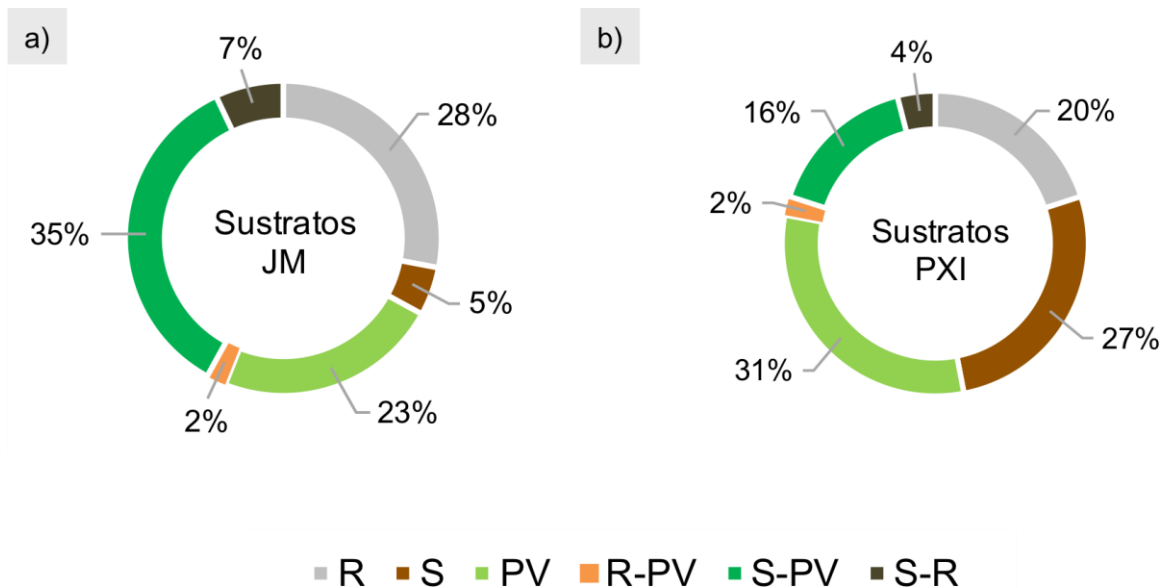 a)
7%
28%
35%
Sustratos
JM
5%
2%
23%
b)
4%
16%
20%
2%
Sustratos
PXI
31%
27%
R S PV R-PV S-PV S-R